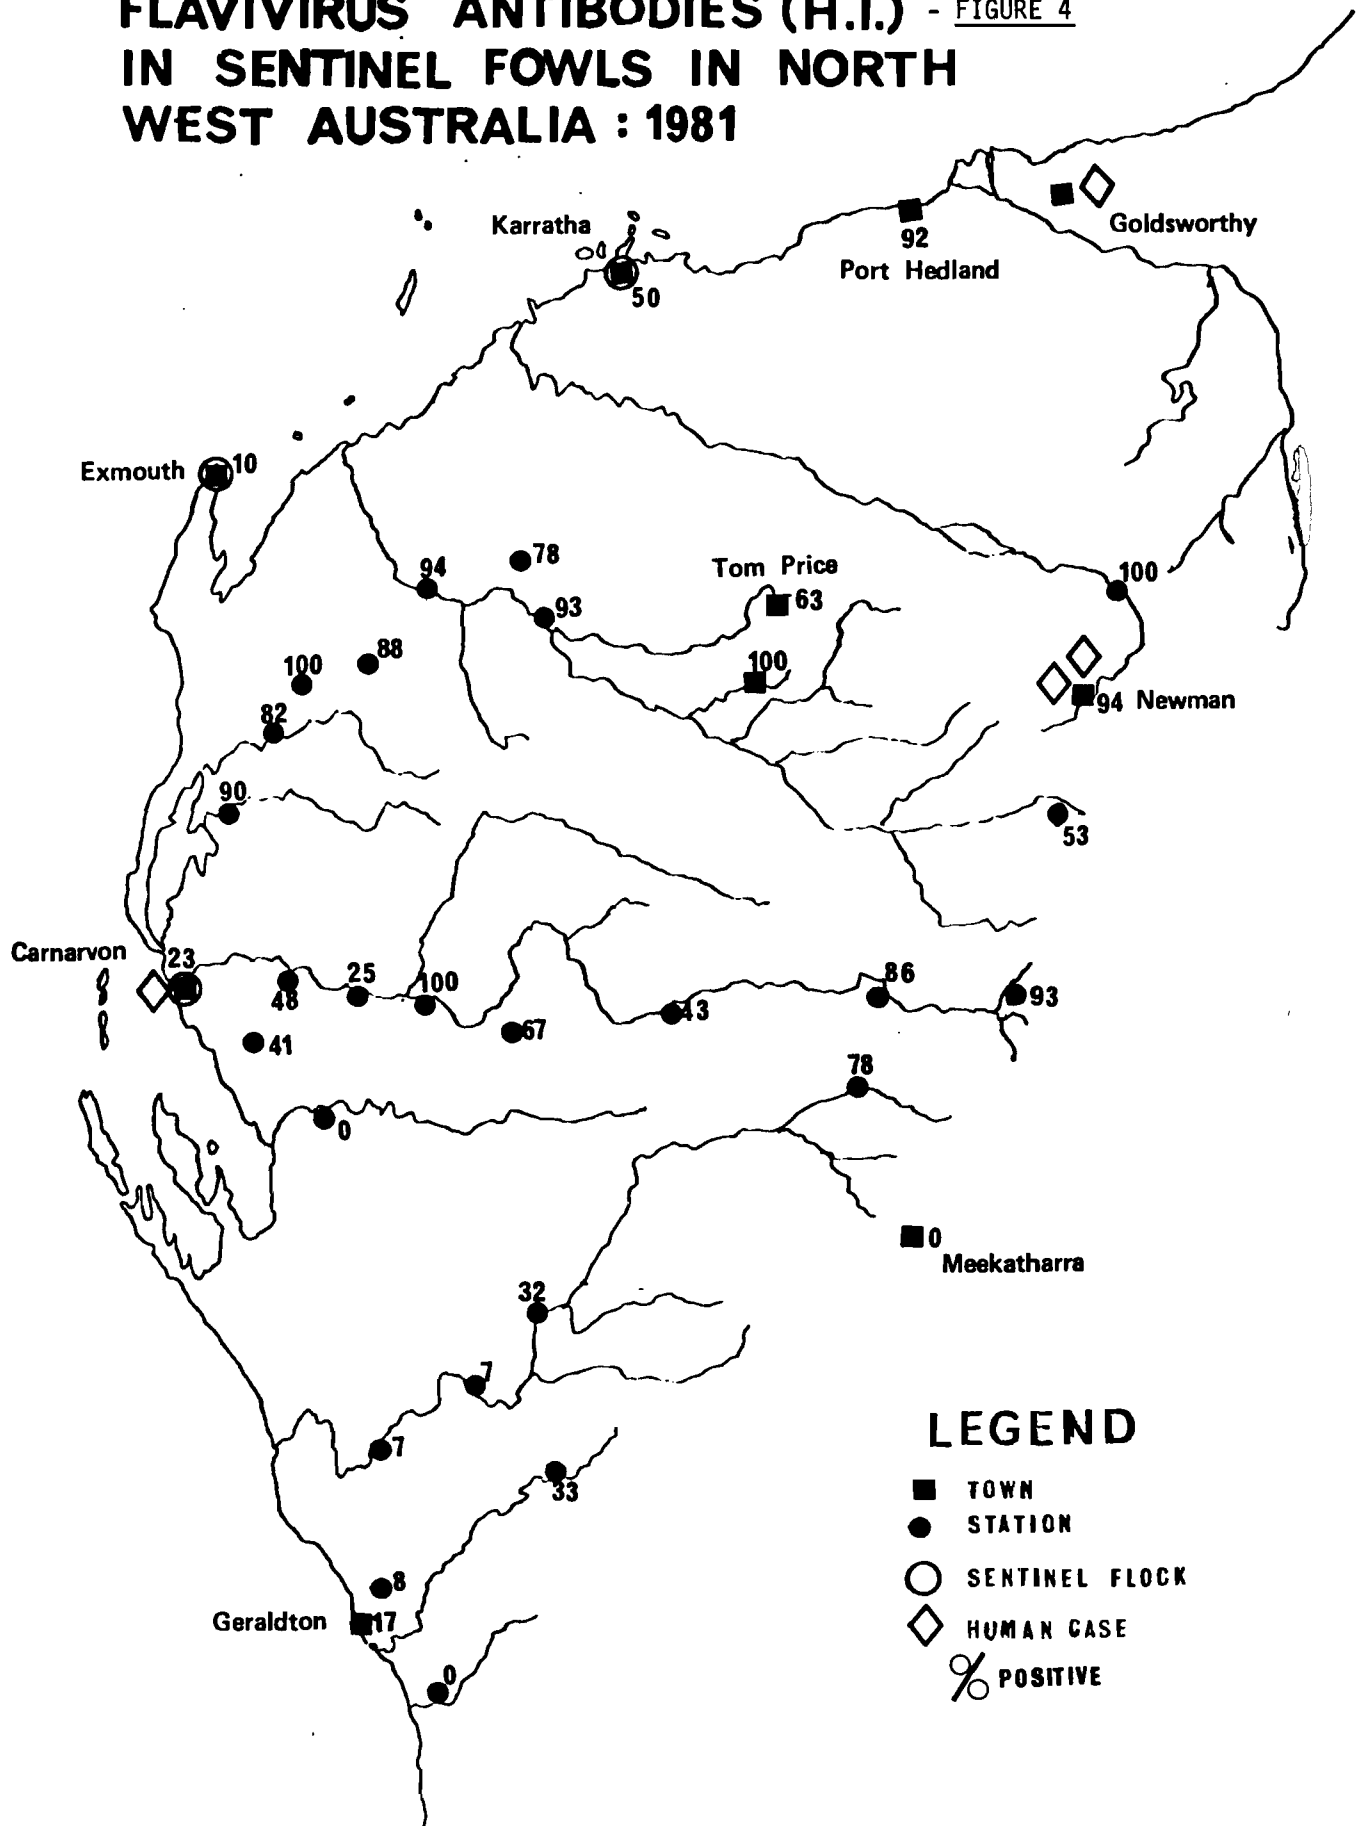 FLAVIVIRUS ANTIBODIES (H.I.) - FIGURE 4
IN SENTINEL FOWLS IN NORTH
WEST AUSTRALIA : 1981
Karratha
50
92
Port Hedland
Goldsworthy
Exmouth 10
94
78
93
Tom Price
63
100
100
88
100
82
94 Newman
90
53
Carnarvon
23
48
25
100
67
43
86
93
41
0
78
0
Meekatharra
32
7
7
33
8
Geraldton 17
0
LEGEND
TOWN
STATION
SENTINEL FLOCK
HUMAN CASE
% POSITIVE